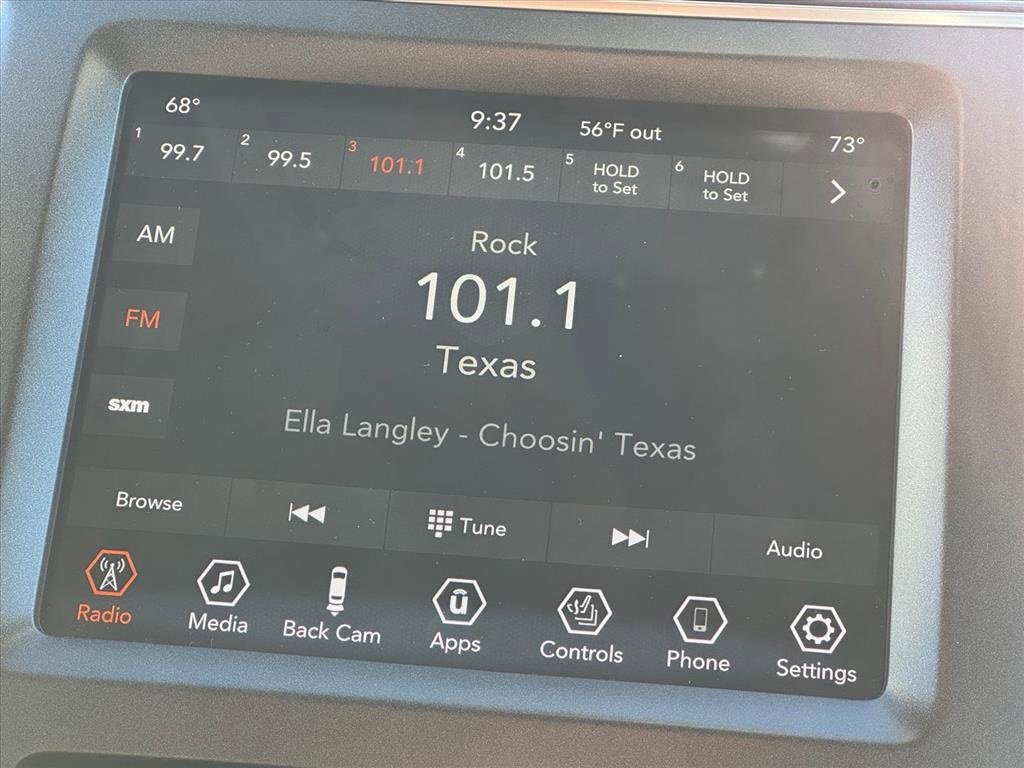 68° 9:37 56°F out 73°
1 99.7 2 99.5 3 101.1 4 101.5 5 HOLD to Set 6 HOLD to Set
AM
Rock
101.1
FM
Texas
sxm
Ella Langley - Choosin' Texas
Browse Tune Audio
Radio Media Back Cam Apps Controls Phone Settings